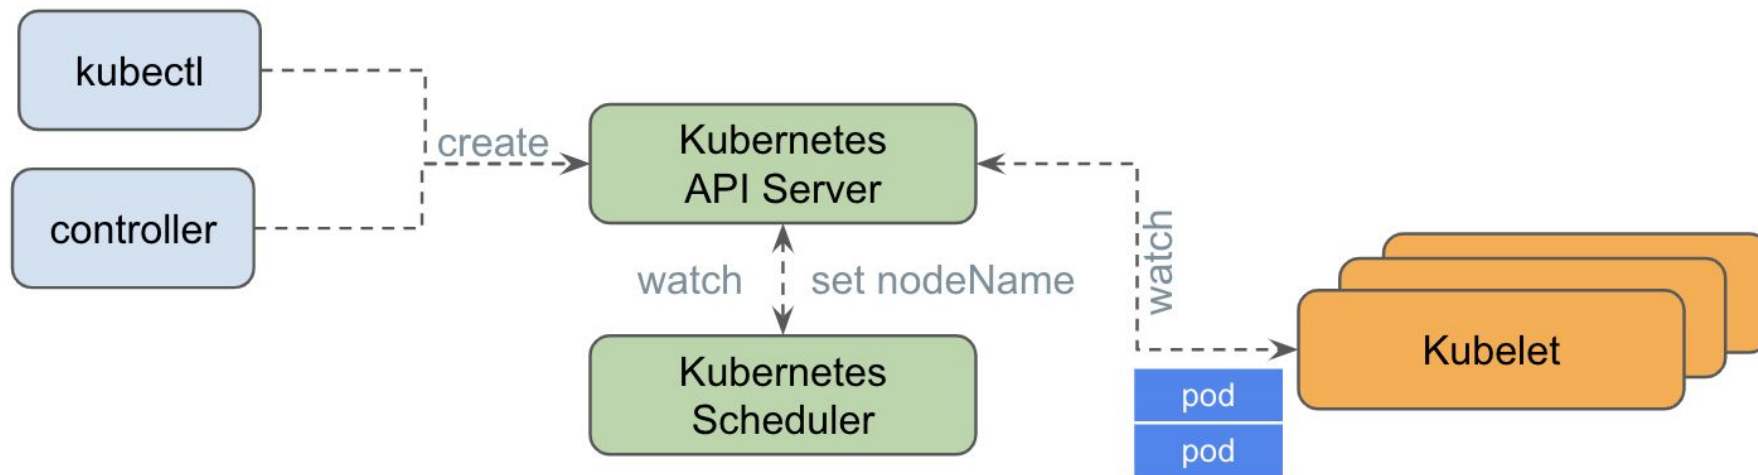 kubectl
controller
create
Kubernetes
API Server
watch
set nodeName
Kubernetes
Scheduler
watch
Kubelet
pod
pod